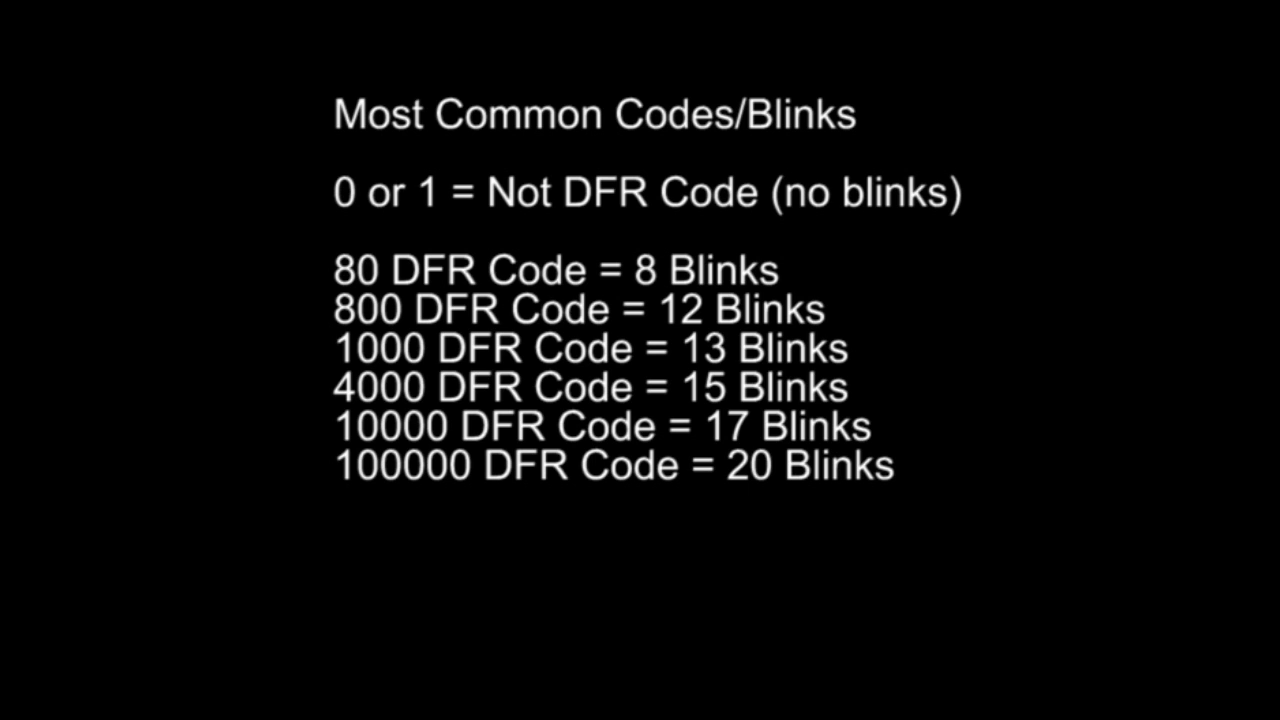 Most Common Codes/Blinks
0 or 1 = Not DFR Code (no blinks)
80 DFR Code = 8 Blinks
800 DFR Code = 12 Blinks
1000 DFR Code = 13 Blinks
4000 DFR Code = 15 Blinks
10000 DFR Code = 17 Blinks
100000 DFR Code = 20 Blinks